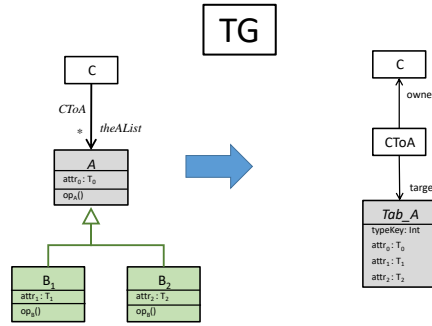 TG
C
CToA
* theAList
A
attr₀ : T₀
opA()
B₁
attr₁ : T₁
opB()
B₂
attr₂ : T₂
opB()
C
owne
CToA
targe
Tab_A
typeKey: Int
attr₀ : T₀
attr₁ : T₁
attr₂ : T₂